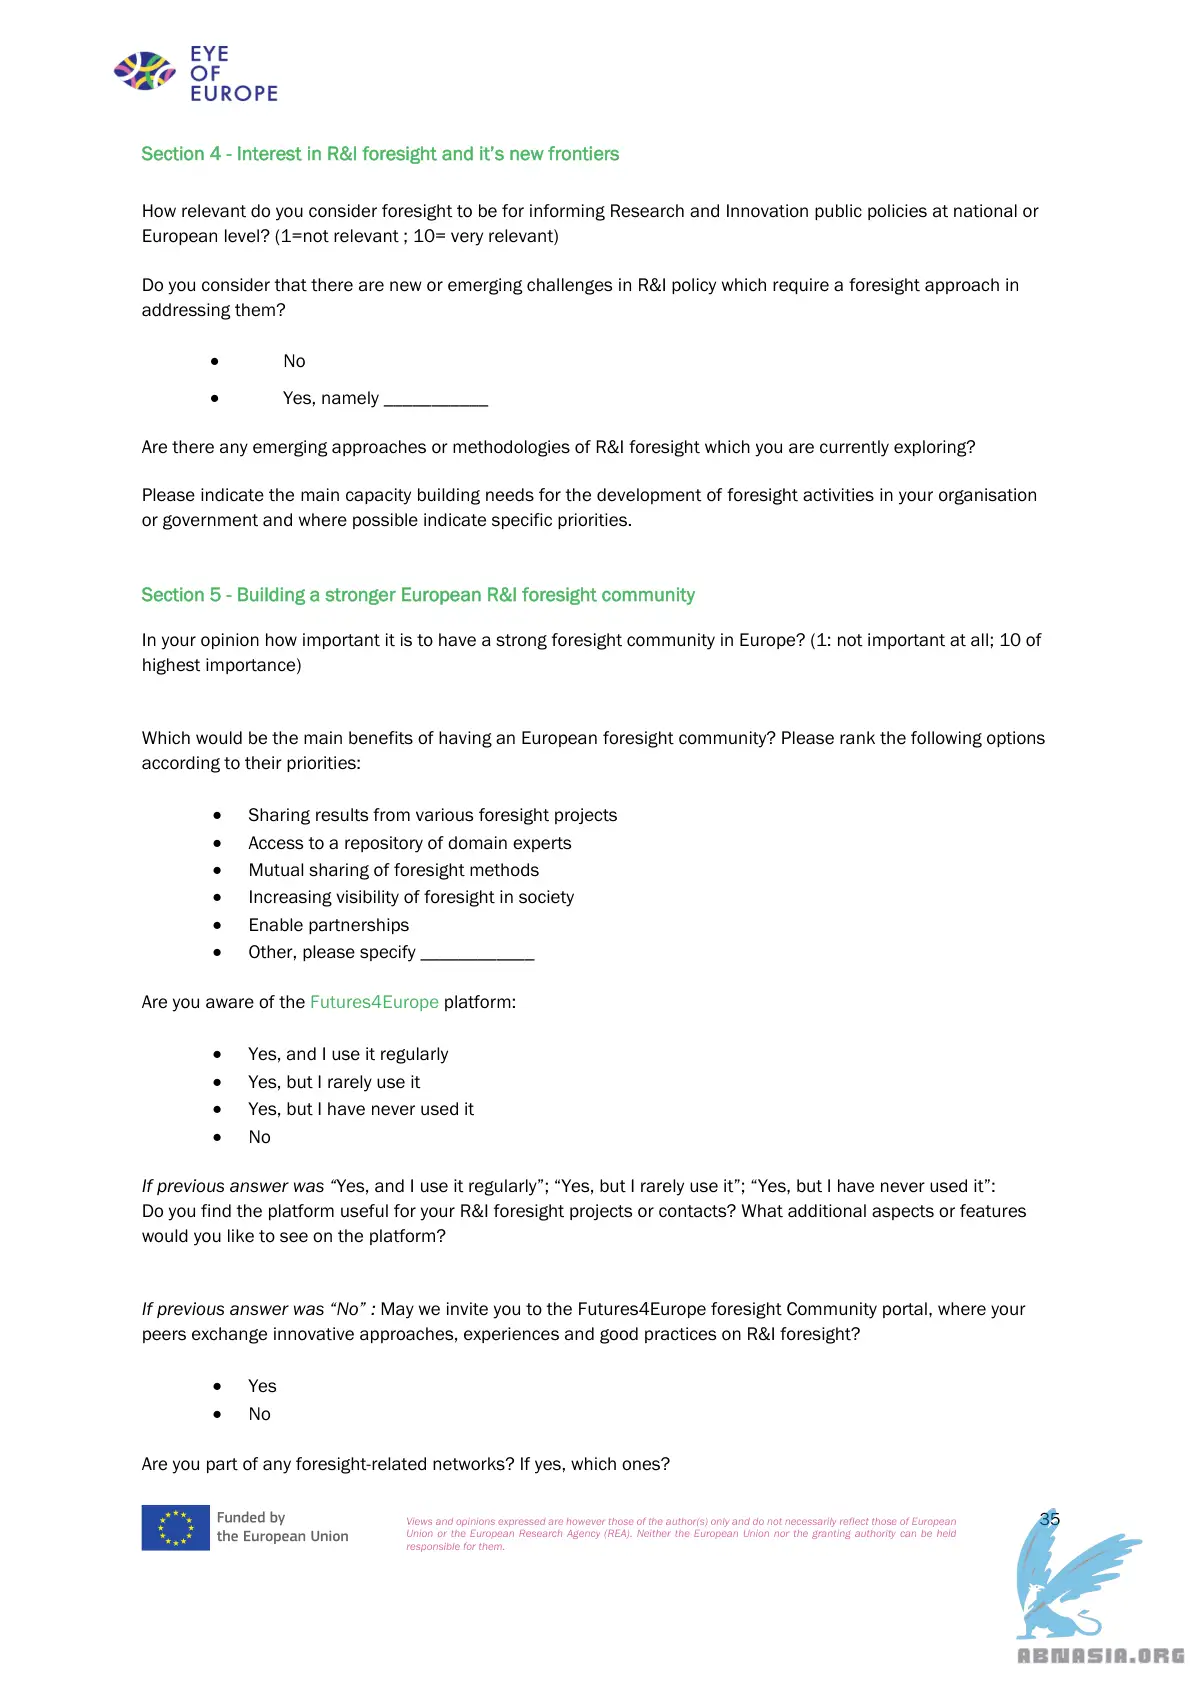 EYE
OF
EUROPE
Section 4 - Interest in R&I foresight and it’s new frontiers
How relevant do you consider foresight to be for informing Research and Innovation public policies at national or
European level? (1=not relevant ; 10= very relevant)
Do you consider that there are new or emerging challenges in R&I policy which require a foresight approach in
addressing them?
• No
• Yes, namely ___________
Are there any emerging approaches or methodologies of R&I foresight which you are currently exploring?
Please indicate the main capacity building needs for the development of foresight activities in your organisation
or government and where possible indicate specific priorities.
Section 5 - Building a stronger European R&I foresight community
In your opinion how important it is to have a strong foresight community in Europe? (1: not important at all; 10 of
highest importance)
Which would be the main benefits of having an European foresight community? Please rank the following options
according to their priorities:
• Sharing results from various foresight projects
• Access to a repository of domain experts
• Mutual sharing of foresight methods
• Increasing visibility of foresight in society
• Enable partnerships
• Other, please specify ____________
Are you aware of the Futures4Europe platform:
• Yes, and I use it regularly
• Yes, but I rarely use it
• Yes, but I have never used it
• No
If previous answer was “Yes, and I use it regularly”; “Yes, but I rarely use it”; “Yes, but I have never used it”:
Do you find the platform useful for your R&I foresight projects or contacts? What additional aspects or features
would you like to see on the platform?
If previous answer was “No” : May we invite you to the Futures4Europe foresight Community portal, where your
peers exchange innovative approaches, experiences and good practices on R&I foresight?
• Yes
• No
Are you part of any foresight-related networks? If yes, which ones?
Funded by
the European Union
Views and opinions expressed are however those of the author(s) only and do not necessarily reflect those of European
Union or the European Research Agency (REA). Neither the European Union nor the granting authority can be held
responsible for them.
35
ABNASIA.ORG